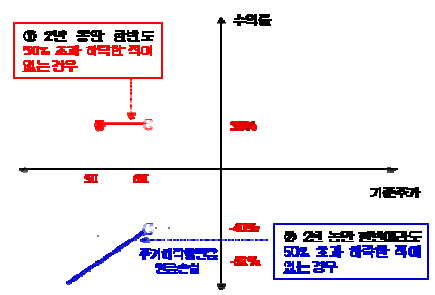 수익률
① 2년 동안 한번도
50% 초과 하락한 적이
없는 경우
50
60
기준주가
-40%
주가하락률만큼
원금손실
② 2년 동안 한번이라도
50% 초과 하락한 적이
있는 경우